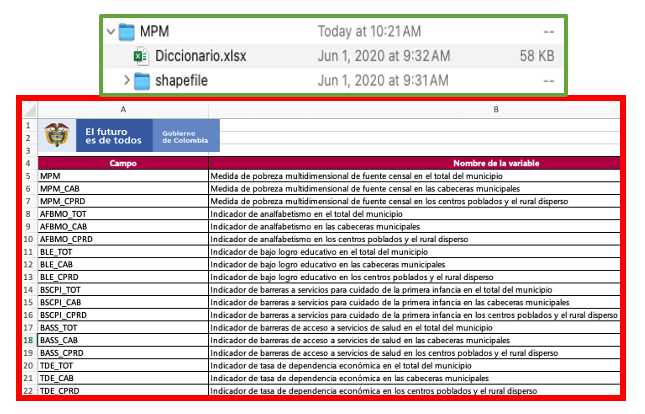 MPM Today at 10:21 AM --
Diccionario.xlsx Jun 1, 2020 at 9:32 AM 58 KB
shapefile Jun 1, 2020 at 9:31 AM --
A B
1
2
3
El futuro es de todos Gobierno de Colombia
4 Campo Nombre de la variable
5 MPM Medida de pobreza multidimensional de fuente censal en el total del municipio
6 MPM_CAB Medida de pobreza multidimensional de fuente censal en las cabeceras municipales
7 MPM_CPRD Medida de pobreza multidimensional de fuente censal en los centros poblados y el rural disperso
8 AFBMO_TOT Indicador de analfabetismo en el total del municipio
9 AFBMO_CAB Indicador de analfabetismo en las cabeceras municipales
10 AFBMO_CPRD Indicador de analfabetismo en los centros poblados y el rural disperso
11 BLE_TOT Indicador de bajo logro educativo en el total del municipio
12 BLE_CAB Indicador de bajo logro educativo en las cabeceras municipales
13 BLE_CPRD Indicador de bajo logro educativo en los centros poblados y el rural disperso
14 BSCPI_TOT Indicador de barreras a servicios para cuidado de la primera infancia en el total del municipio
15 BSCPI_CAB Indicador de barreras a servicios para cuidado de la primera infancia en las cabeceras municipales
16 BSCPI_CPRD Indicador de barreras a servicios para cuidado de la primera infancia en los centros poblados y el rural disperso
17 BASS_TOT Indicador de barreras de acceso a servicios de salud en el total del municipio
18 BASS_CAB Indicador de barreras de acceso a servicios de salud en las cabeceras municipales
19 BASS_CPRD Indicador de barreras de acceso a servicios de salud en los centros poblados y el rural disperso
20 TDE_TOT Indicador de tasa de dependencia económica en el total del municipio
21 TDE_CAB Indicador de tasa de dependencia económica en las cabeceras municipales
22 TDE_CPRD Indicador de tasa de dependencia económica en los centros poblados y el rural disperso